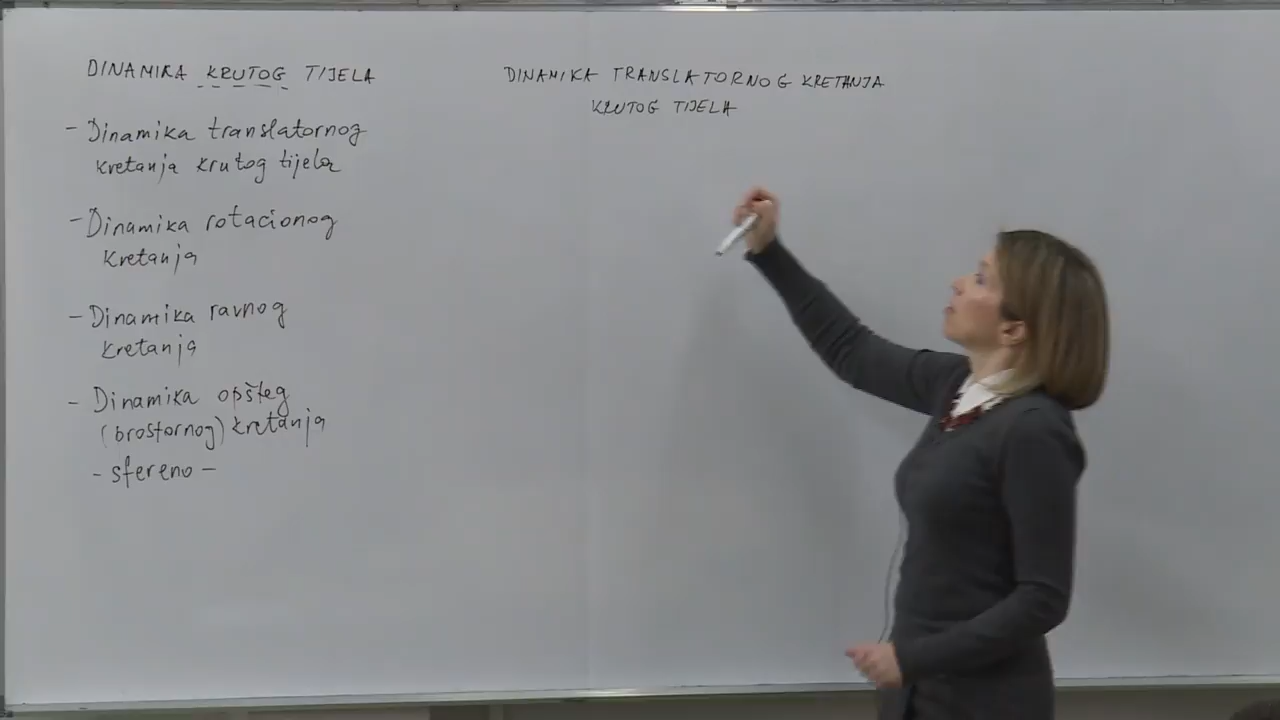 DINAMIKA KRUTOG TIJELA
- Dinamika translatornog
kretanja krutog tijela
- Dinamika rotacionog
kretanja
- Dinamika ravnog
kretanja
- Dinamika opšteg
(prostornog) kretanja
- sfereno -
DINAMIKA TRANSLATORNOG KRETANJA
KRUTOG TIJELA